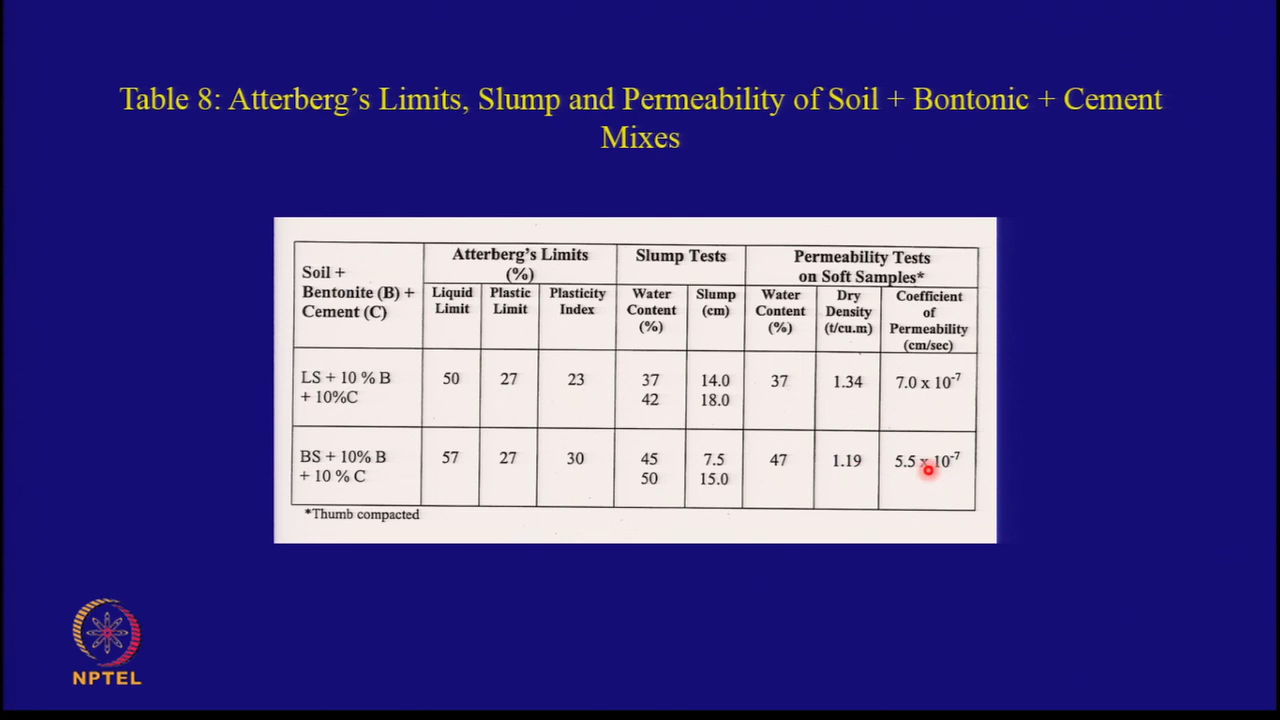 Table 8: Atterberg’s Limits, Slump and Permeability of Soil + Bontonic + Cement
Mixes
Soil +
Bentonite (B) +
Cement (C)
Atterberg’s Limits
(%)
Slump Tests
Permeability Tests
on Soft Samples*
Liquid
Limit
Plastic
Limit
Plasticity
Index
Water
Content
(%)
Slump
(cm)
Water
Content
(%)
Dry
Density
(t/cu.m)
Coefficient
of
Permeability
(cm/sec)
LS + 10 % B
+ 10%C
50
27
23
37
42
14.0
18.0
37
1.34
7.0 x 10⁻⁷
BS + 10% B
+ 10 % C
57
27
30
45
50
7.5
15.0
47
1.19
5.5 x 10⁻⁷
*Thumb compacted
NPTEL